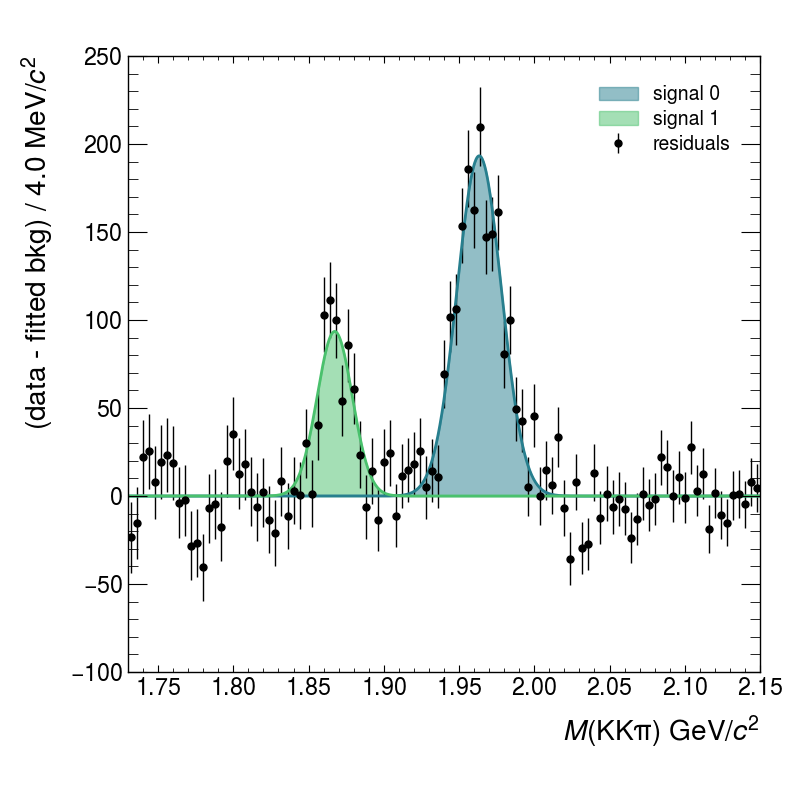 (data - fitted bkg) / 4.0 MeV/c²
250
200
150
100
50
0
−50
−100
signal 0
signal 1
residuals
1.75 1.80 1.85 1.90 1.95 2.00 2.05 2.10 2.15
M(KKπ) GeV/c²